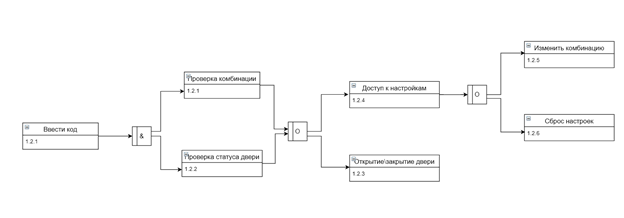 Ввести код
1.2.1
&
Проверка комбинации
1.2.1
Проверка статуса двери
1.2.2
O
Доступ к настройкам
1.2.4
Открытие\закрытие двери
1.2.3
O
Изменить комбинацию
1.2.5
Сброс настроек
1.2.6